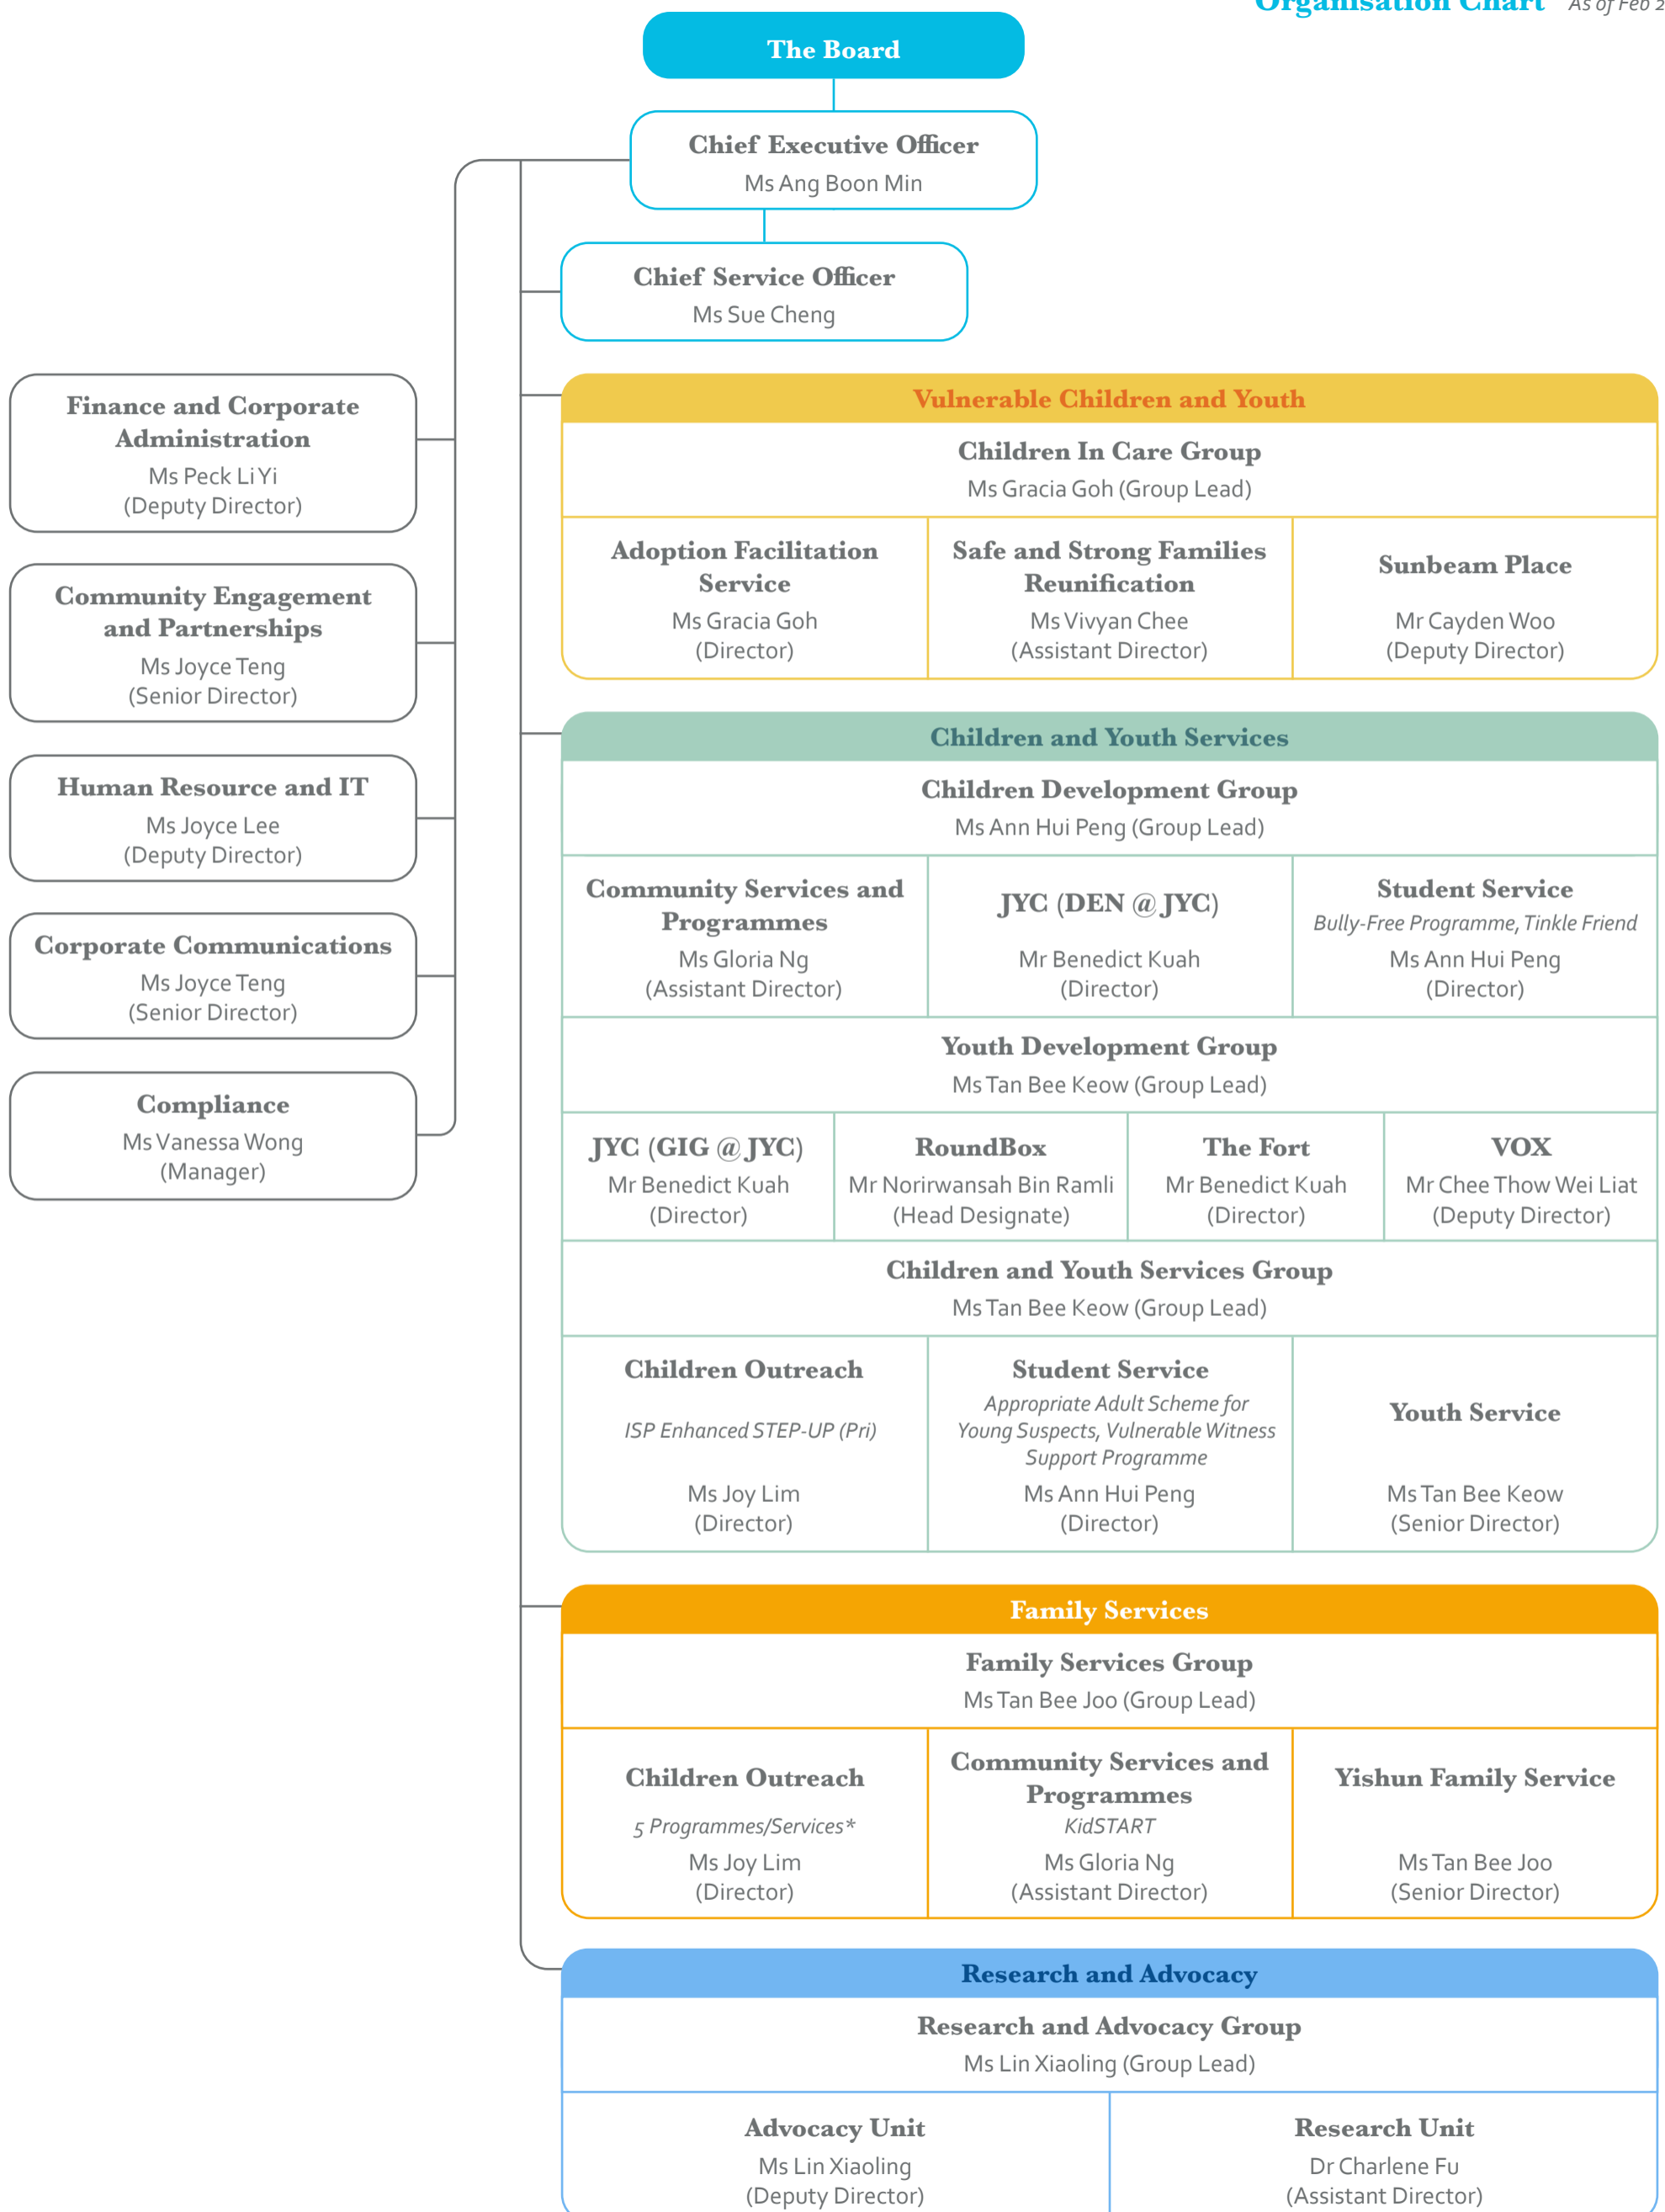 Organisation Chart As of Feb 2
The Board
Chief Executive Officer
Ms Ang Boon Min
Chief Service Officer
Ms Sue Cheng
Finance and Corporate
Administration
Ms Peck Li Yi
(Deputy Director)
Community Engagement
and Partnerships
Ms Joyce Teng
(Senior Director)
Human Resource and IT
Ms Joyce Lee
(Deputy Director)
Corporate Communications
Ms Joyce Teng
(Senior Director)
Compliance
Ms Vanessa Wong
(Manager)
Vulnerable Children and Youth
Children In Care Group
Ms Gracia Goh (Group Lead)
Adoption Facilitation
Service
Ms Gracia Goh
(Director)
Safe and Strong Families
Reunification
Ms Vivyan Chee
(Assistant Director)
Sunbeam Place
Mr Cayden Woo
(Deputy Director)
Children and Youth Services
Children Development Group
Ms Ann Hui Peng (Group Lead)
Community Services and
Programmes
Ms Gloria Ng
(Assistant Director)
JYC (DEN @ JYC)
Mr Benedict Kuah
(Director)
Student Service
Bully-Free Programme, Tinkle Friend
Ms Ann Hui Peng
(Director)
Youth Development Group
Ms Tan Bee Keow (Group Lead)
JYC (GIG @ JYC)
Mr Benedict Kuah
(Director)
RoundBox
Mr Norirwansah Bin Ramli
(Head Designate)
The Fort
Mr Benedict Kuah
(Director)
VOX
Mr Chee Thow Wei Liat
(Deputy Director)
Children and Youth Services Group
Ms Tan Bee Keow (Group Lead)
Children Outreach
ISP Enhanced STEP-UP (Pri)
Ms Joy Lim
(Director)
Student Service
Appropriate Adult Scheme for
Young Suspects, Vulnerable Witness
Support Programme
Ms Ann Hui Peng
(Director)
Youth Service
Ms Tan Bee Keow
(Senior Director)
Family Services
Family Services Group
Ms Tan Bee Joo (Group Lead)
Children Outreach
5 Programmes/Services*
Ms Joy Lim
(Director)
Community Services and
Programmes
KidSTART
Ms Gloria Ng
(Assistant Director)
Yishun Family Service
Ms Tan Bee Joo
(Senior Director)
Research and Advocacy
Research and Advocacy Group
Ms Lin Xiaoling (Group Lead)
Advocacy Unit
Ms Lin Xiaoling
(Deputy Director)
Research Unit
Dr Charlene Fu
(Assistant Director)